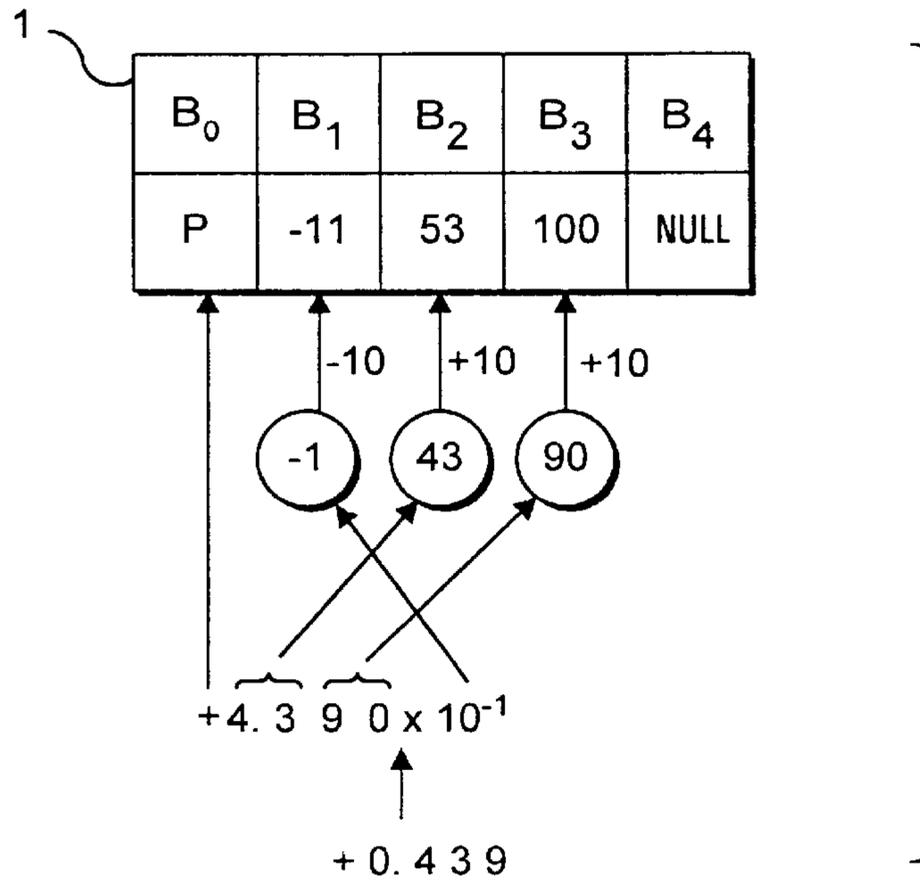 1
B₀ B₁ B₂ B₃ B₄
P -11 53 100 NULL
-10 +10 +10
-1 43 90
+4. 3 9 0 x 10⁻¹
+ 0. 4 3 9